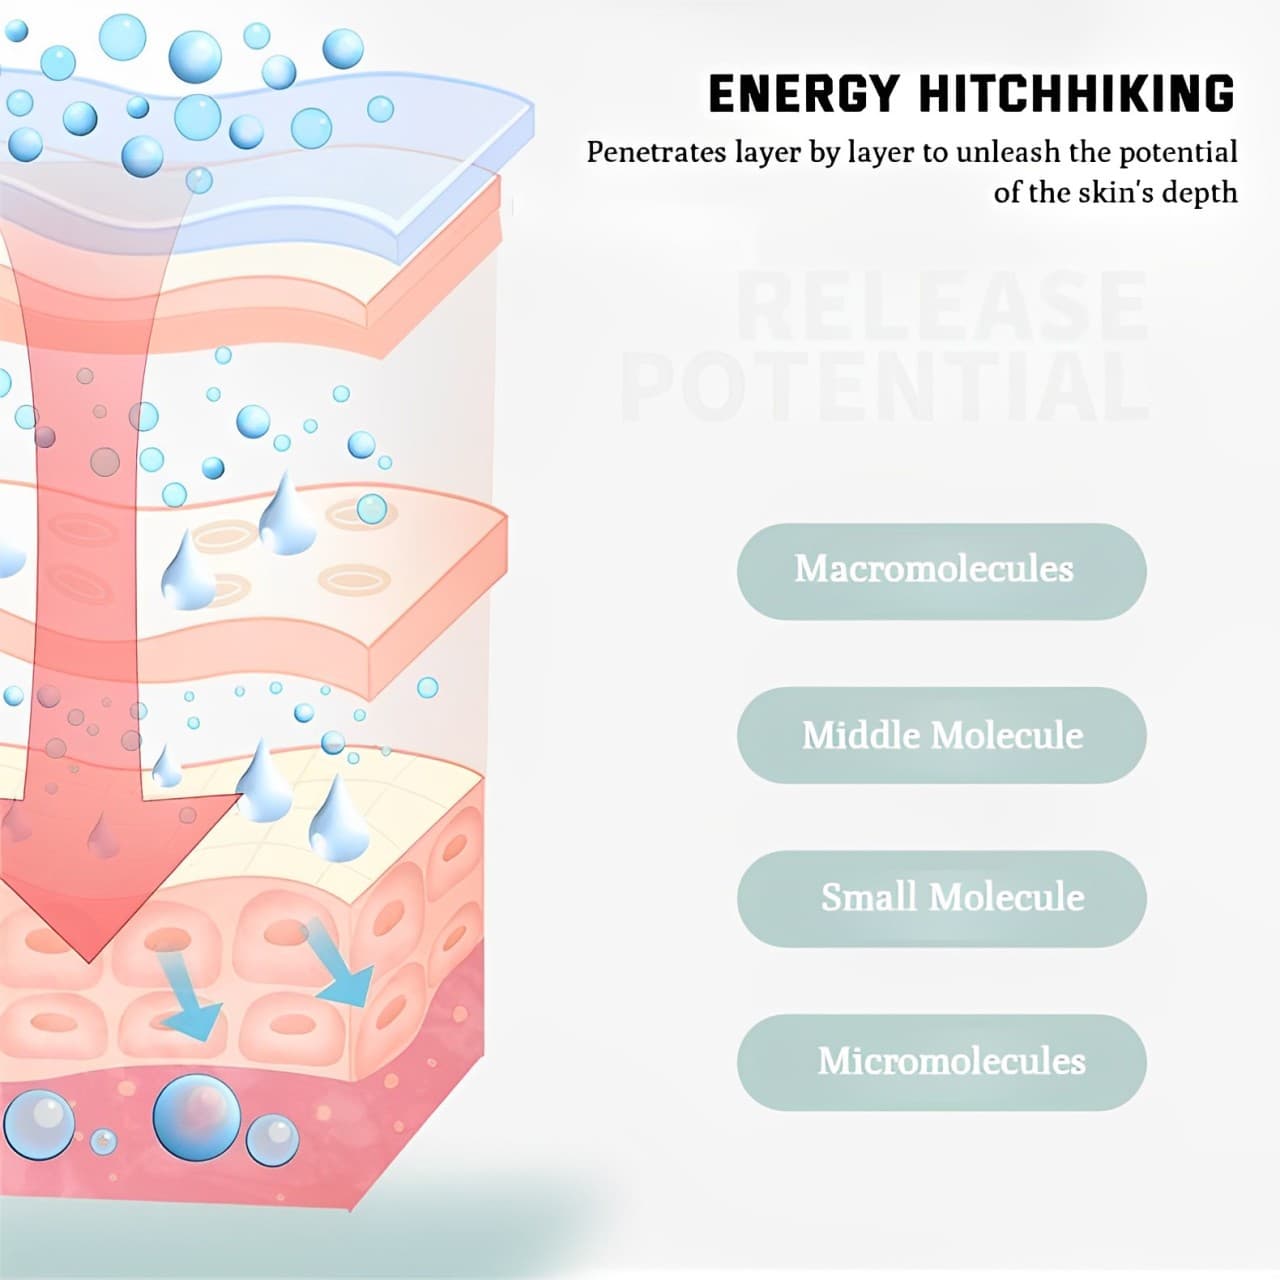 ENERGY HITCHHIKING
Penetrates layer by layer to unleash the potential
of the skin's depth
RELEASE
POTENTIAL
Macromolecules
Middle Molecule
Small Molecule
Micromolecules